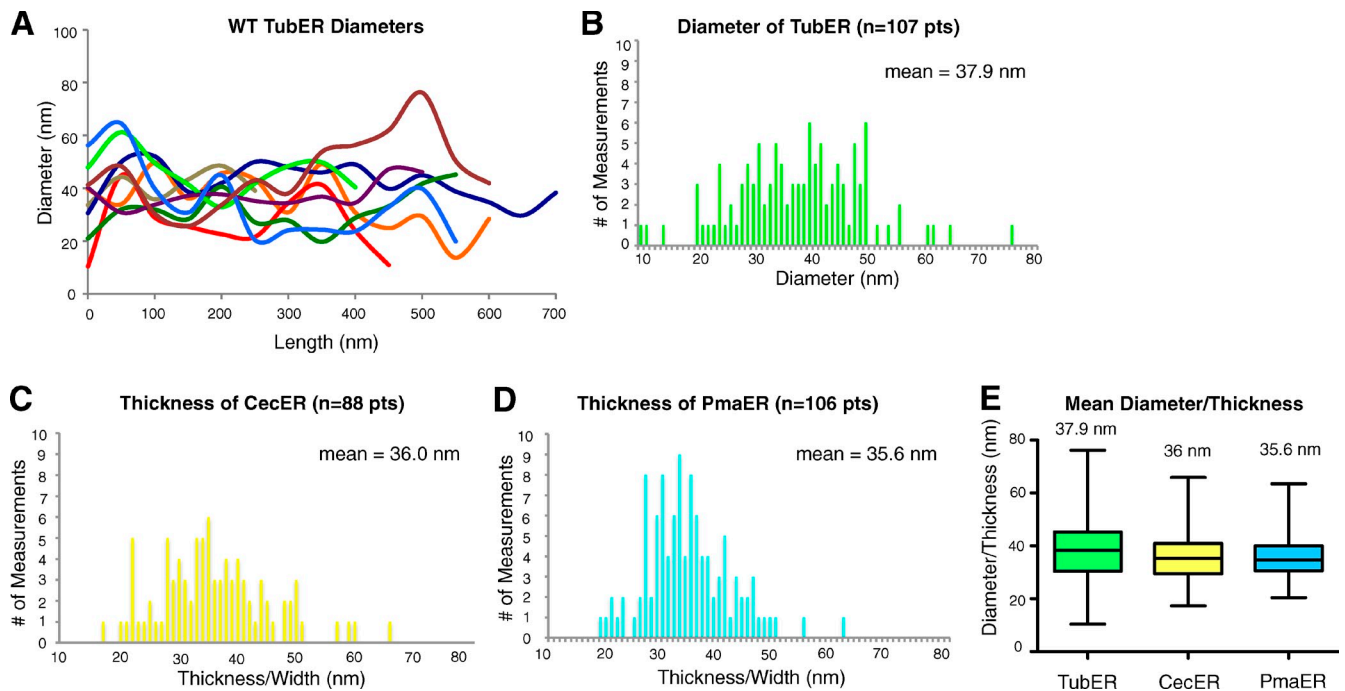 A
WT TubER Diameters
100
80
60
40
20
0
Diameter (nm)
0 100 200 300 400 500 600 700
Length (nm)
B
Diameter of TubER (n=107 pts)
mean = 37.9 nm
10
9
8
7
6
5
4
3
2
1
0
# of Measurements
10 20 30 40 50 60 70 80
Diameter (nm)
C
Thickness of CecER (n=88 pts)
mean = 36.0 nm
10
9
8
7
6
5
4
3
2
1
0
# of Measurements
10 20 30 40 50 60 70 80
Thickness/Width (nm)
D
Thickness of PmaER (n=106 pts)
mean = 35.6 nm
10
9
8
7
6
5
4
3
2
1
0
# of Measurements
10 20 30 40 50 60 70 80
Thickness/Width (nm)
E
Mean Diameter/Thickness
37.9 nm
36 nm
35.6 nm
80
60
40
20
0
Diameter/Thickness (nm)
TubER CecER PmaER